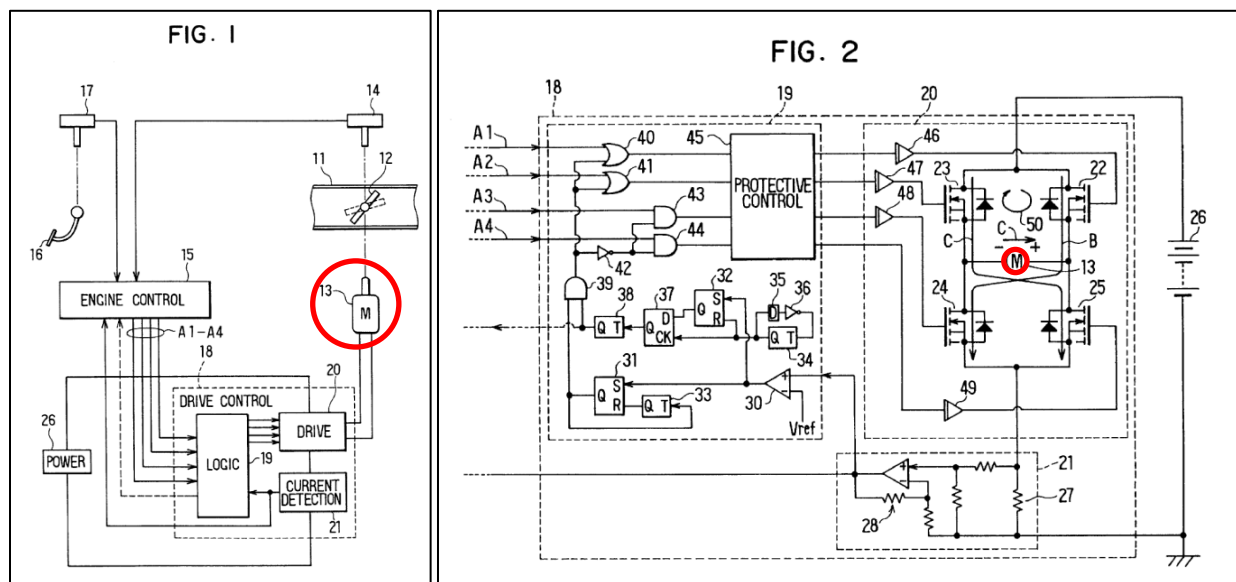 FIG. 1
17
14
11
12
16
15
ENGINE CONTROL
13
M
A1-A4
18
20
DRIVE CONTROL
26
DRIVE
POWER
LOGIC
19
CURRENT
DETECTION
21
FIG. 2
18
19
20
A1
40
45
46
A2
41
47
23
22
A3
43
PROTECTIVE
CONTROL
48
50
A4
44
C
C
B
26
42
- +
M
13
39
38
37
32
35
36
24
25
Q T
D
Q
CK
S
Q
R
D
Q T
34
31
S
Q
R
33
Q T
+
-
30
49
Vref
21
+
-
27
28